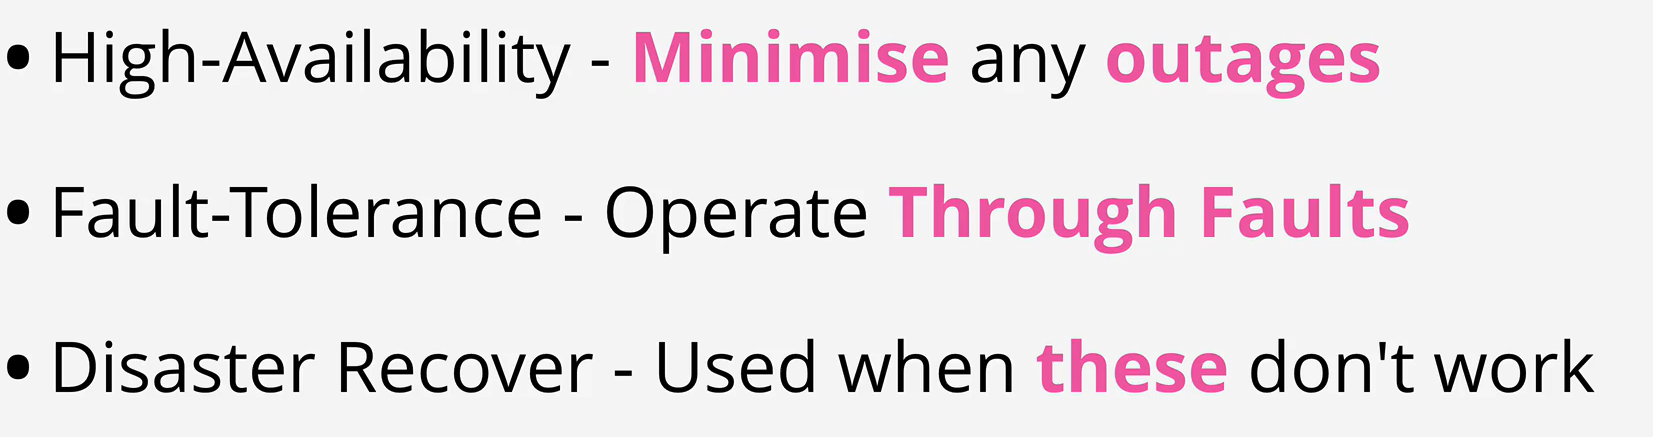 • High-Availability - Minimise any outages
• Fault-Tolerance - Operate Through Faults
• Disaster Recover - Used when these don't work